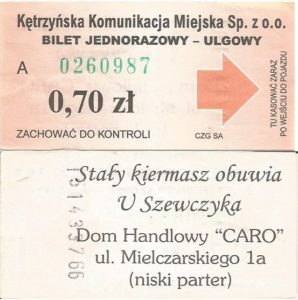 Kętrzyńska Komunikacja Miejska Sp. z o.o.
BILET JEDNORAZOWY – ULGOWY
A 0260987
0,70 zł
ZACHOWAĆ DO KONTROLI
CZG SA
TU KASOWAĆ ZARAZ
PO WEJŚCIU DO POJAZDU
Stały kiermasz obuwia
U Szewczyka
Dom Handlowy “CARO”
ul. Mielczarskiego 1a
(niski parter)